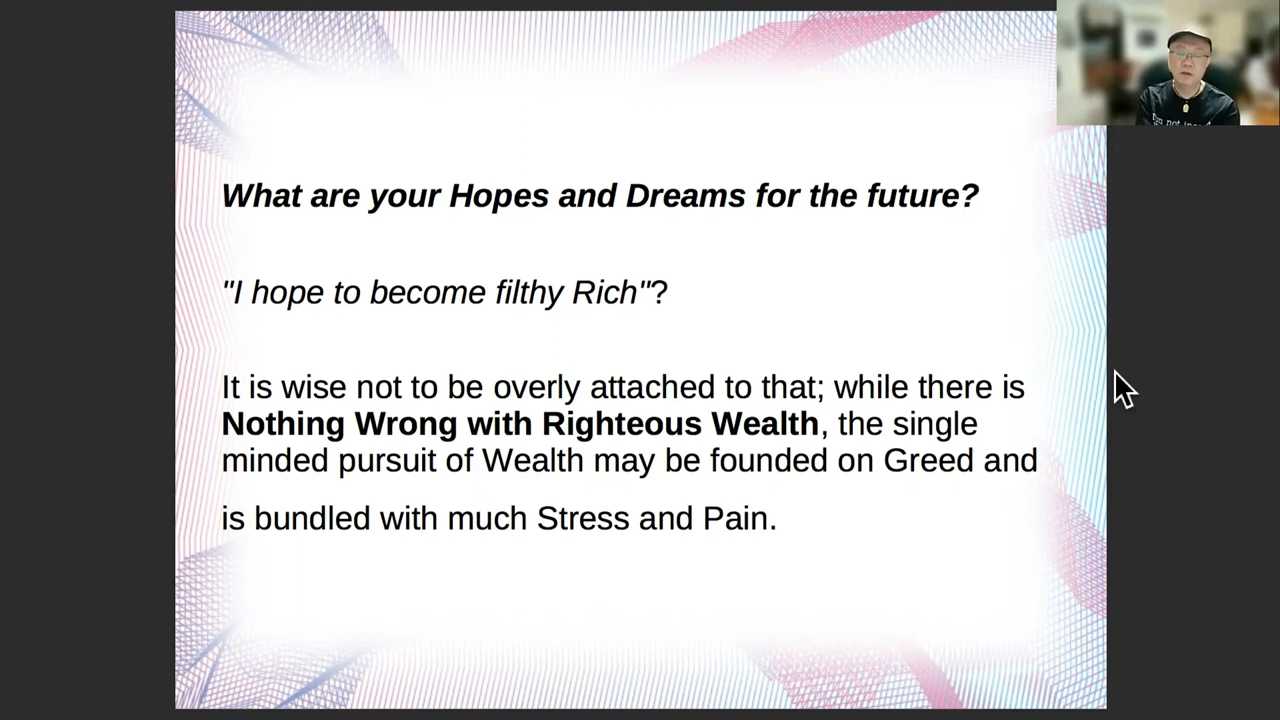 What are your Hopes and Dreams for the future?
"I hope to become filthy Rich"?
It is wise not to be overly attached to that; while there is
Nothing Wrong with Righteous Wealth, the single
minded pursuit of Wealth may be founded on Greed and
is bundled with much Stress and Pain.
not